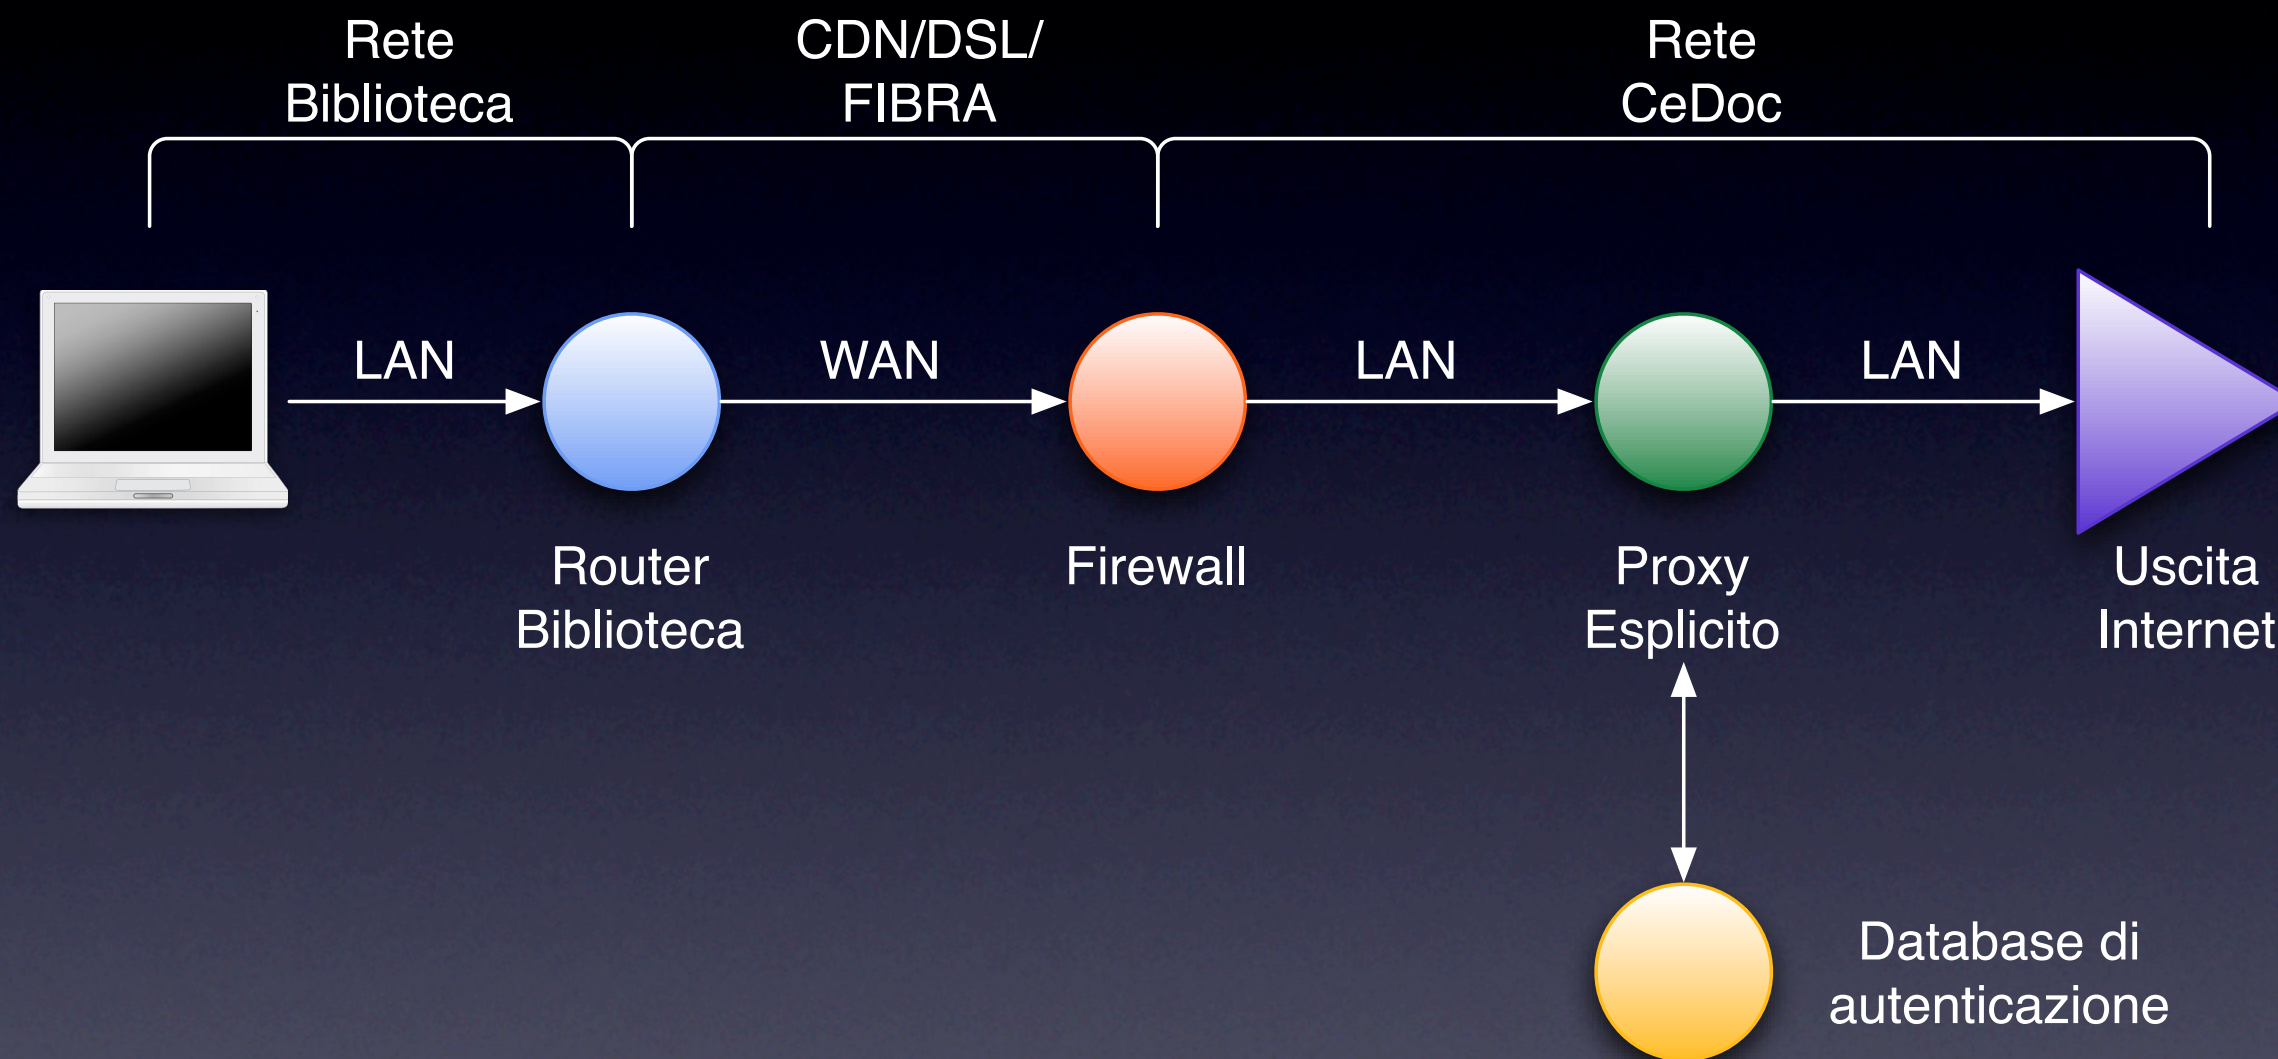 Rete
Biblioteca
CDN/DSL/
FIBRA
Rete
CeDoc
LAN
WAN
LAN
LAN
Router
Biblioteca
Firewall
Proxy
Esplicito
Uscita
Internet
Database di
autenticazione